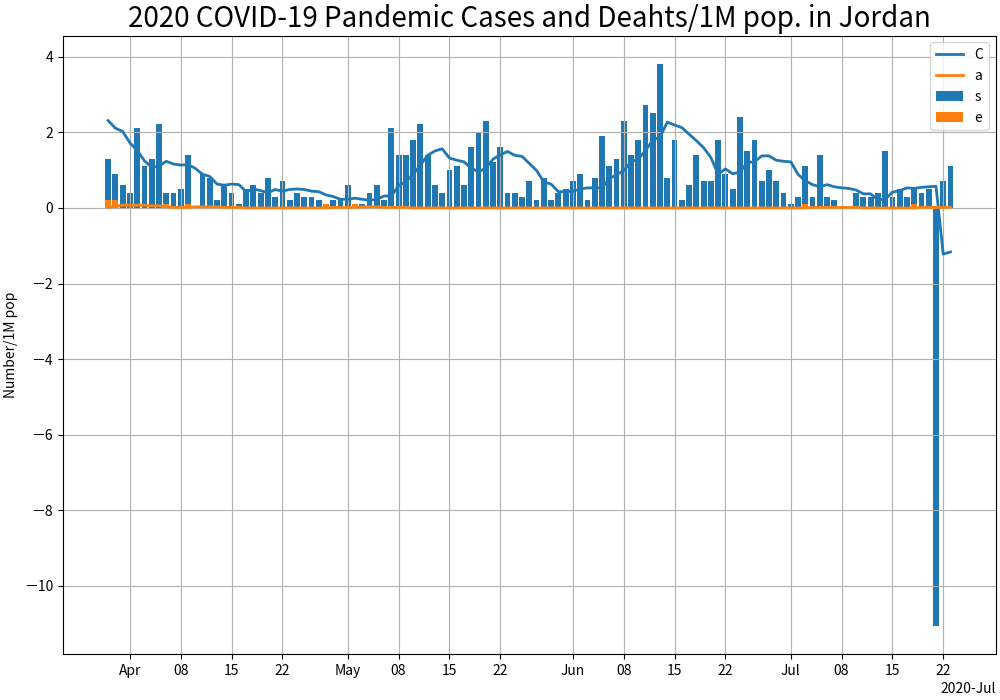 2020 COVID-19 Pandemic Cases and Deahts/1M pop. in Jordan
C
a
s
e
4
2
0
−2
−4
−6
−8
−10
Number/1M pop
Apr 08 15 22 May 08 15 22 Jun 08 15 22 Jul 08 15 22
2020-Jul